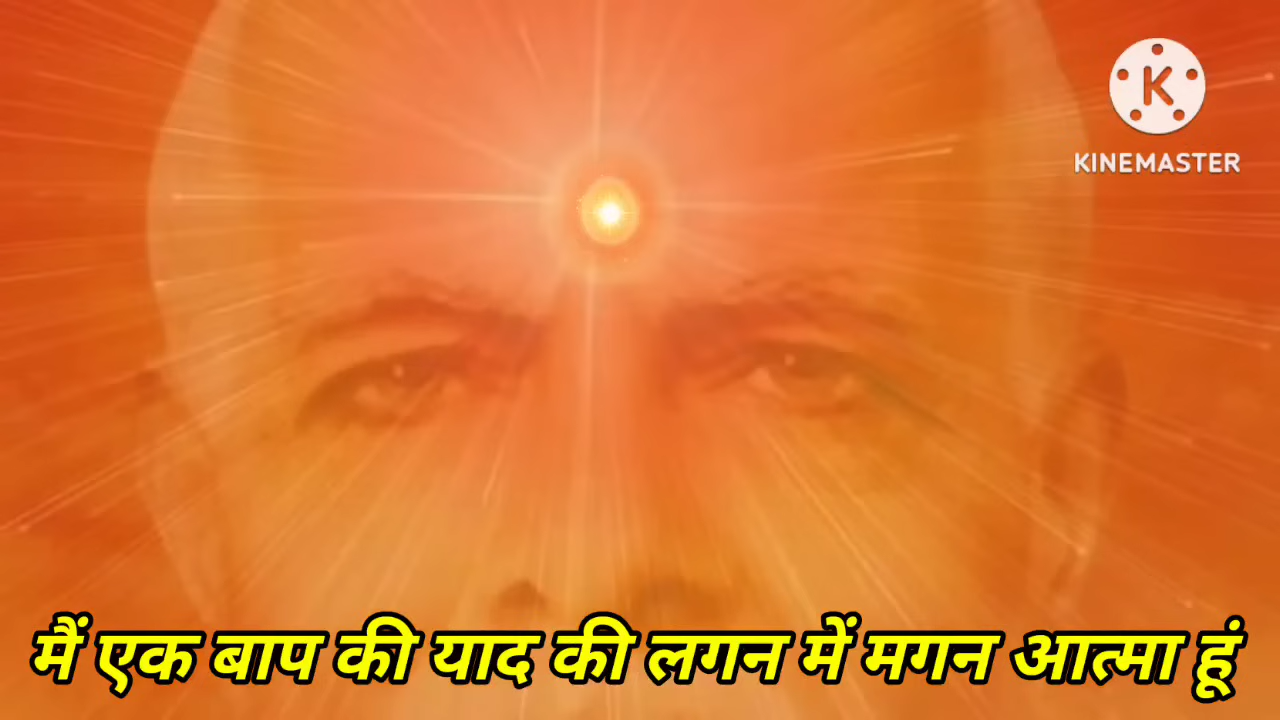 KINEMASTER
मैं एक बाप की याद की लगन में मगन आत्मा हूं